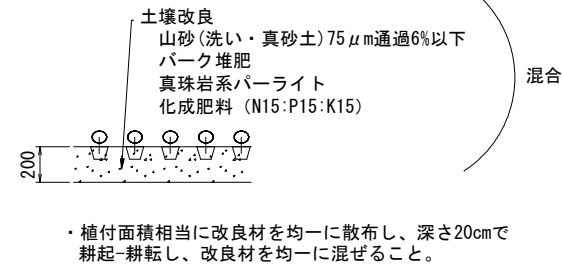 土壌改良
山砂(洗い・真砂土)75μm通過6%以下
バーク堆肥
真珠岩系パーライト
化成肥料 (N15:P15:K15)
混合
200
・植付面積相当に改良材を均一に散布し、深さ20cmで
耕起-耕転し、改良材を均一に混ぜること。